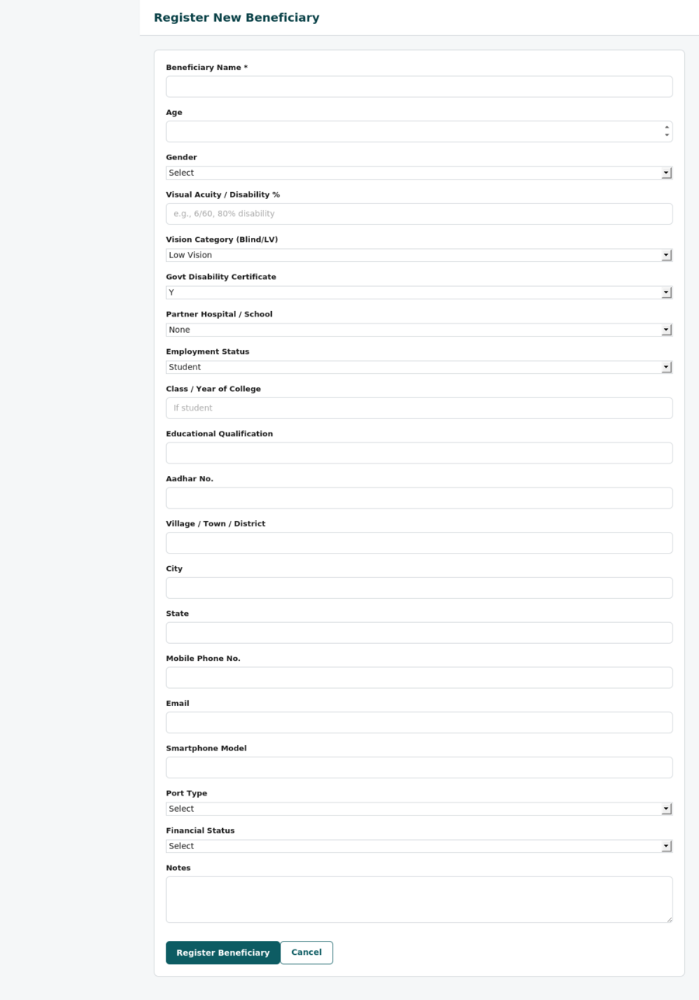 Register New Beneficiary
Beneficiary Name *
Age
Gender
Select
Visual Acuity / Disability %
e.g., 6/60, 80% disability
Vision Category (Blind/LV)
Low Vision
Govt Disability Certificate
Y
Partner Hospital / School
None
Employment Status
Student
Class / Year of College
If student
Educational Qualification
Aadhar No.
Village / Town / District
City
State
Mobile Phone No.
Email
Smartphone Model
Port Type
Select
Financial Status
Select
Notes
Register Beneficiary Cancel